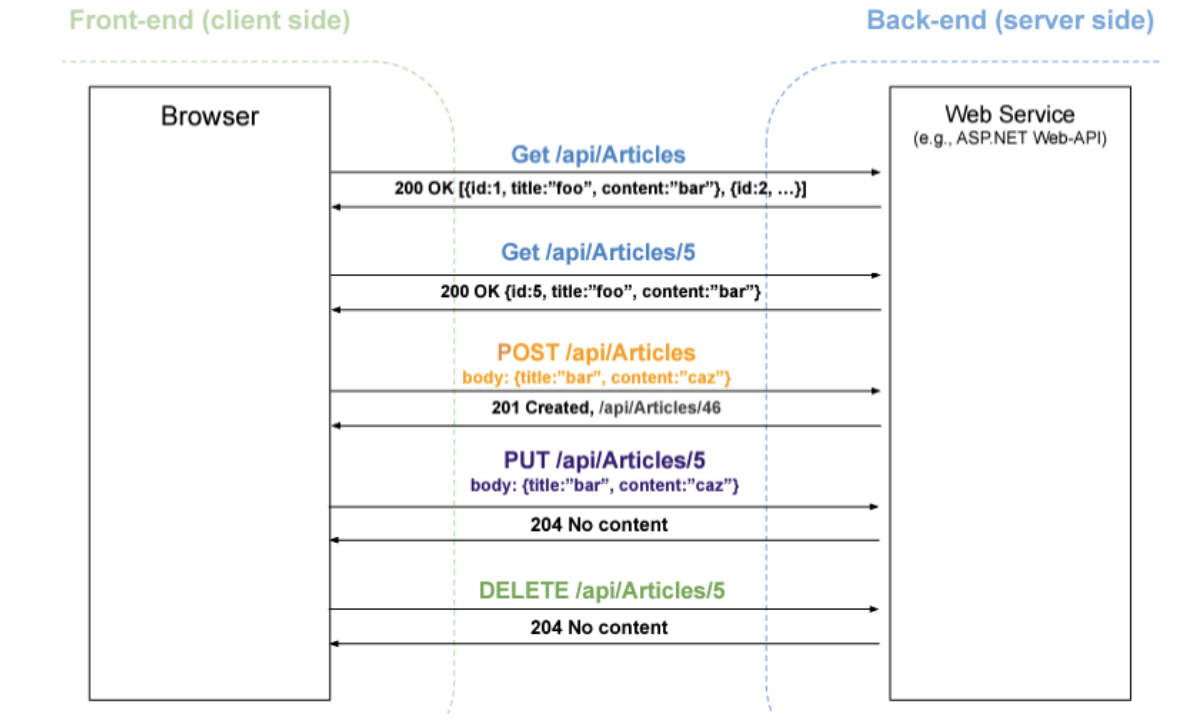 Front-end (client side)
Back-end (server side)
Browser
Web Service
(e.g., ASP.NET Web-API)
Get /api/Articles
200 OK [{id:1, title:”foo”, content:”bar”}, {id:2, ...}]
Get /api/Articles/5
200 OK {id:5, title:”foo”, content:”bar”}
POST /api/Articles
body: {title:”bar”, content:”caz”}
201 Created, /api/Articles/46
PUT /api/Articles/5
body: {title:”bar”, content:”caz”}
204 No content
DELETE /api/Articles/5
204 No content